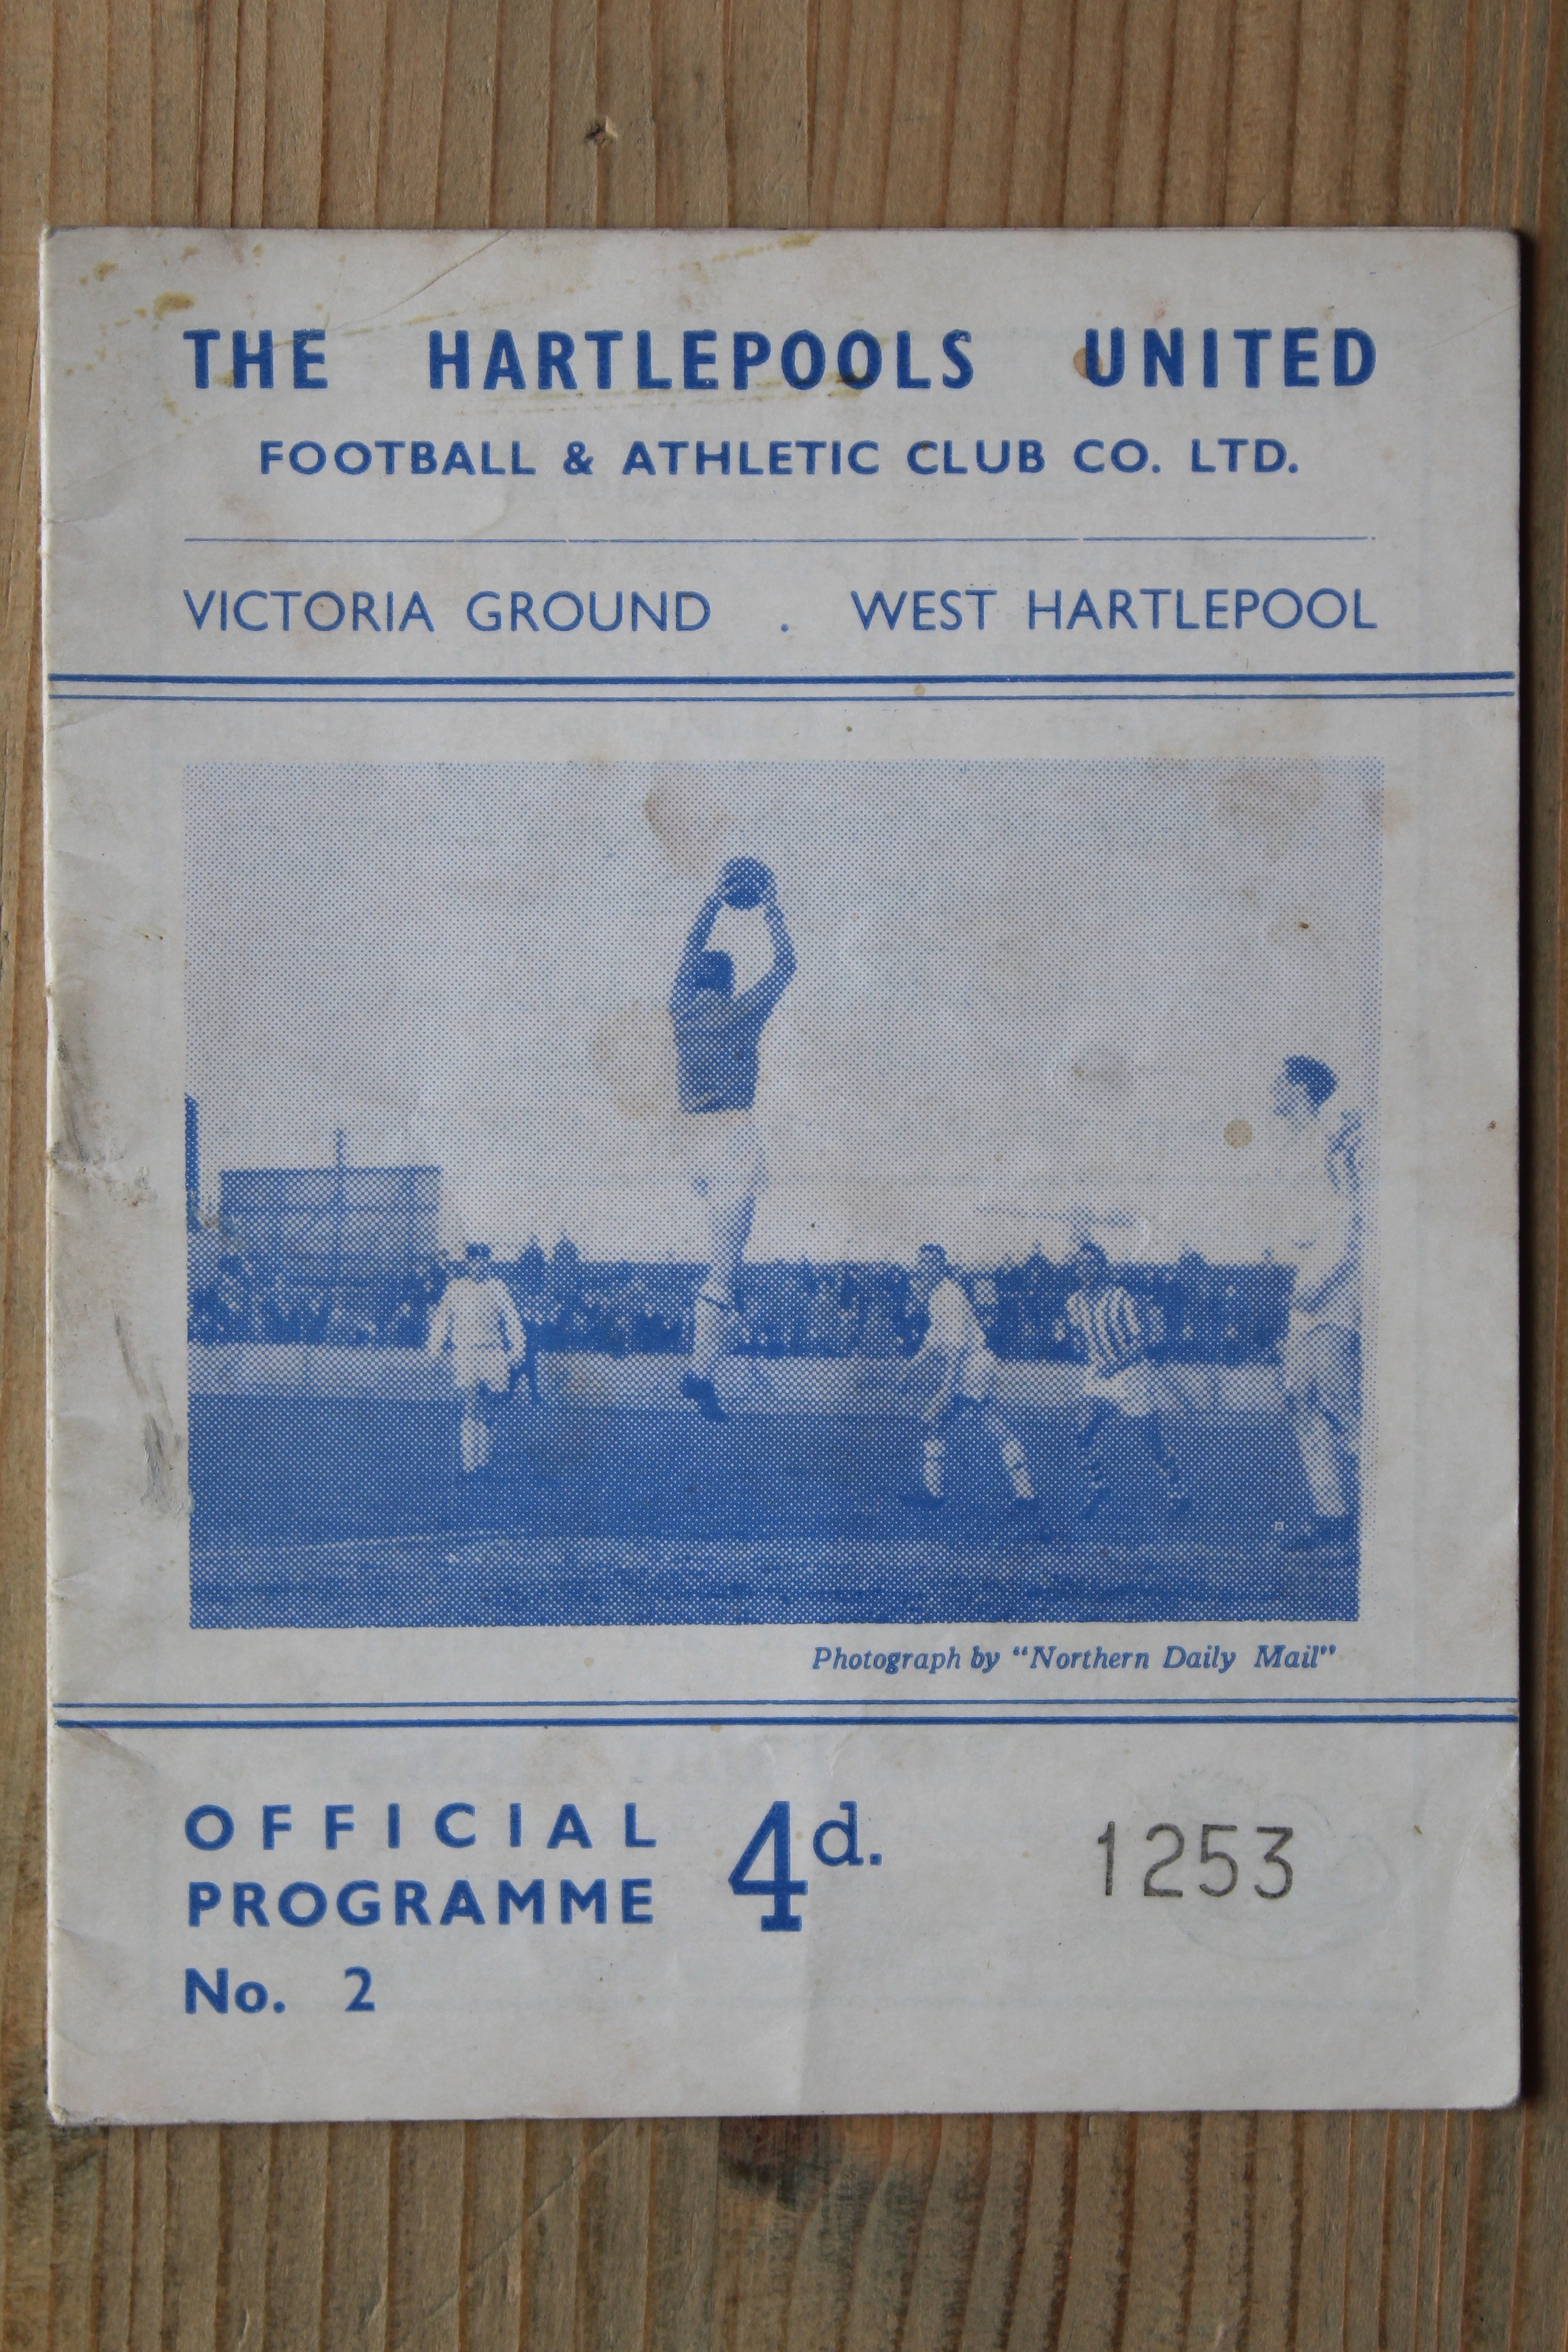 THE HARTLEPOOLS UNITED
FOOTBALL & ATHLETIC CLUB CO. LTD.
VICTORIA GROUND . WEST HARTLEPOOL
Photograph by "Northern Daily Mail"
OFFICIAL
PROGRAMME
No. 2
4d.
1253